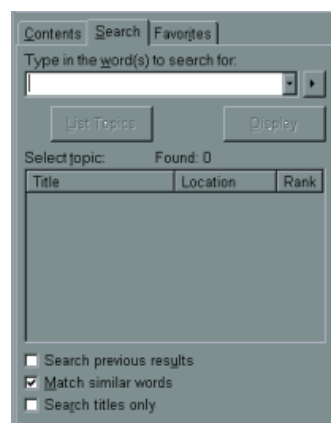 Contents Search Favorites
Type in the word(s) to search for:
List Topics Display
Select topic: Found: 0
Title Location Rank
Search previous results
Match similar words
Search titles only